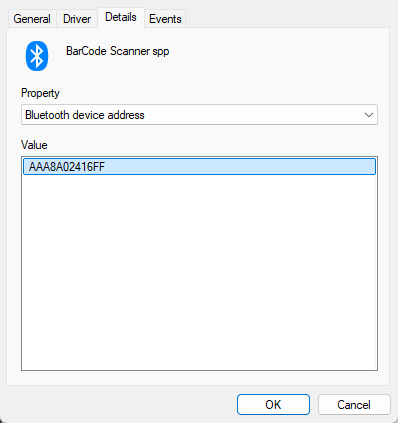 General Driver Details Events
BarCode Scanner spp
Property
Bluetooth device address
Value
AAA8A02416FF
OK Cancel